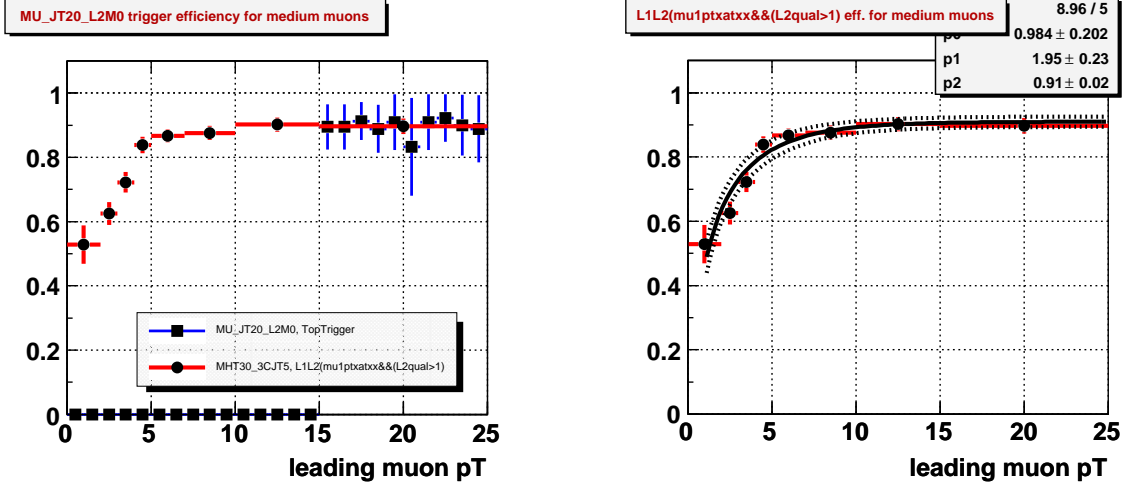 MU_JT20_L2M0 trigger efficiency for medium muons
1
0.8
0.6
0.4
0.2
0
MU_JT20_L2M0, TopTrigger
MHT30_3CJT5, L1L2(mu1ptxatxx&&(L2qual>1)
0 5 10 15 20 25
leading muon pT
L1L2(mu1ptxatxx&&(L2qual>1) eff. for medium muons
8.96 / 5
0.984 ± 0.202
p1 1.95 ± 0.23
p2 0.91 ± 0.02
1
0.8
0.6
0.4
0.2
0
0 5 10 15 20 25
leading muon pT